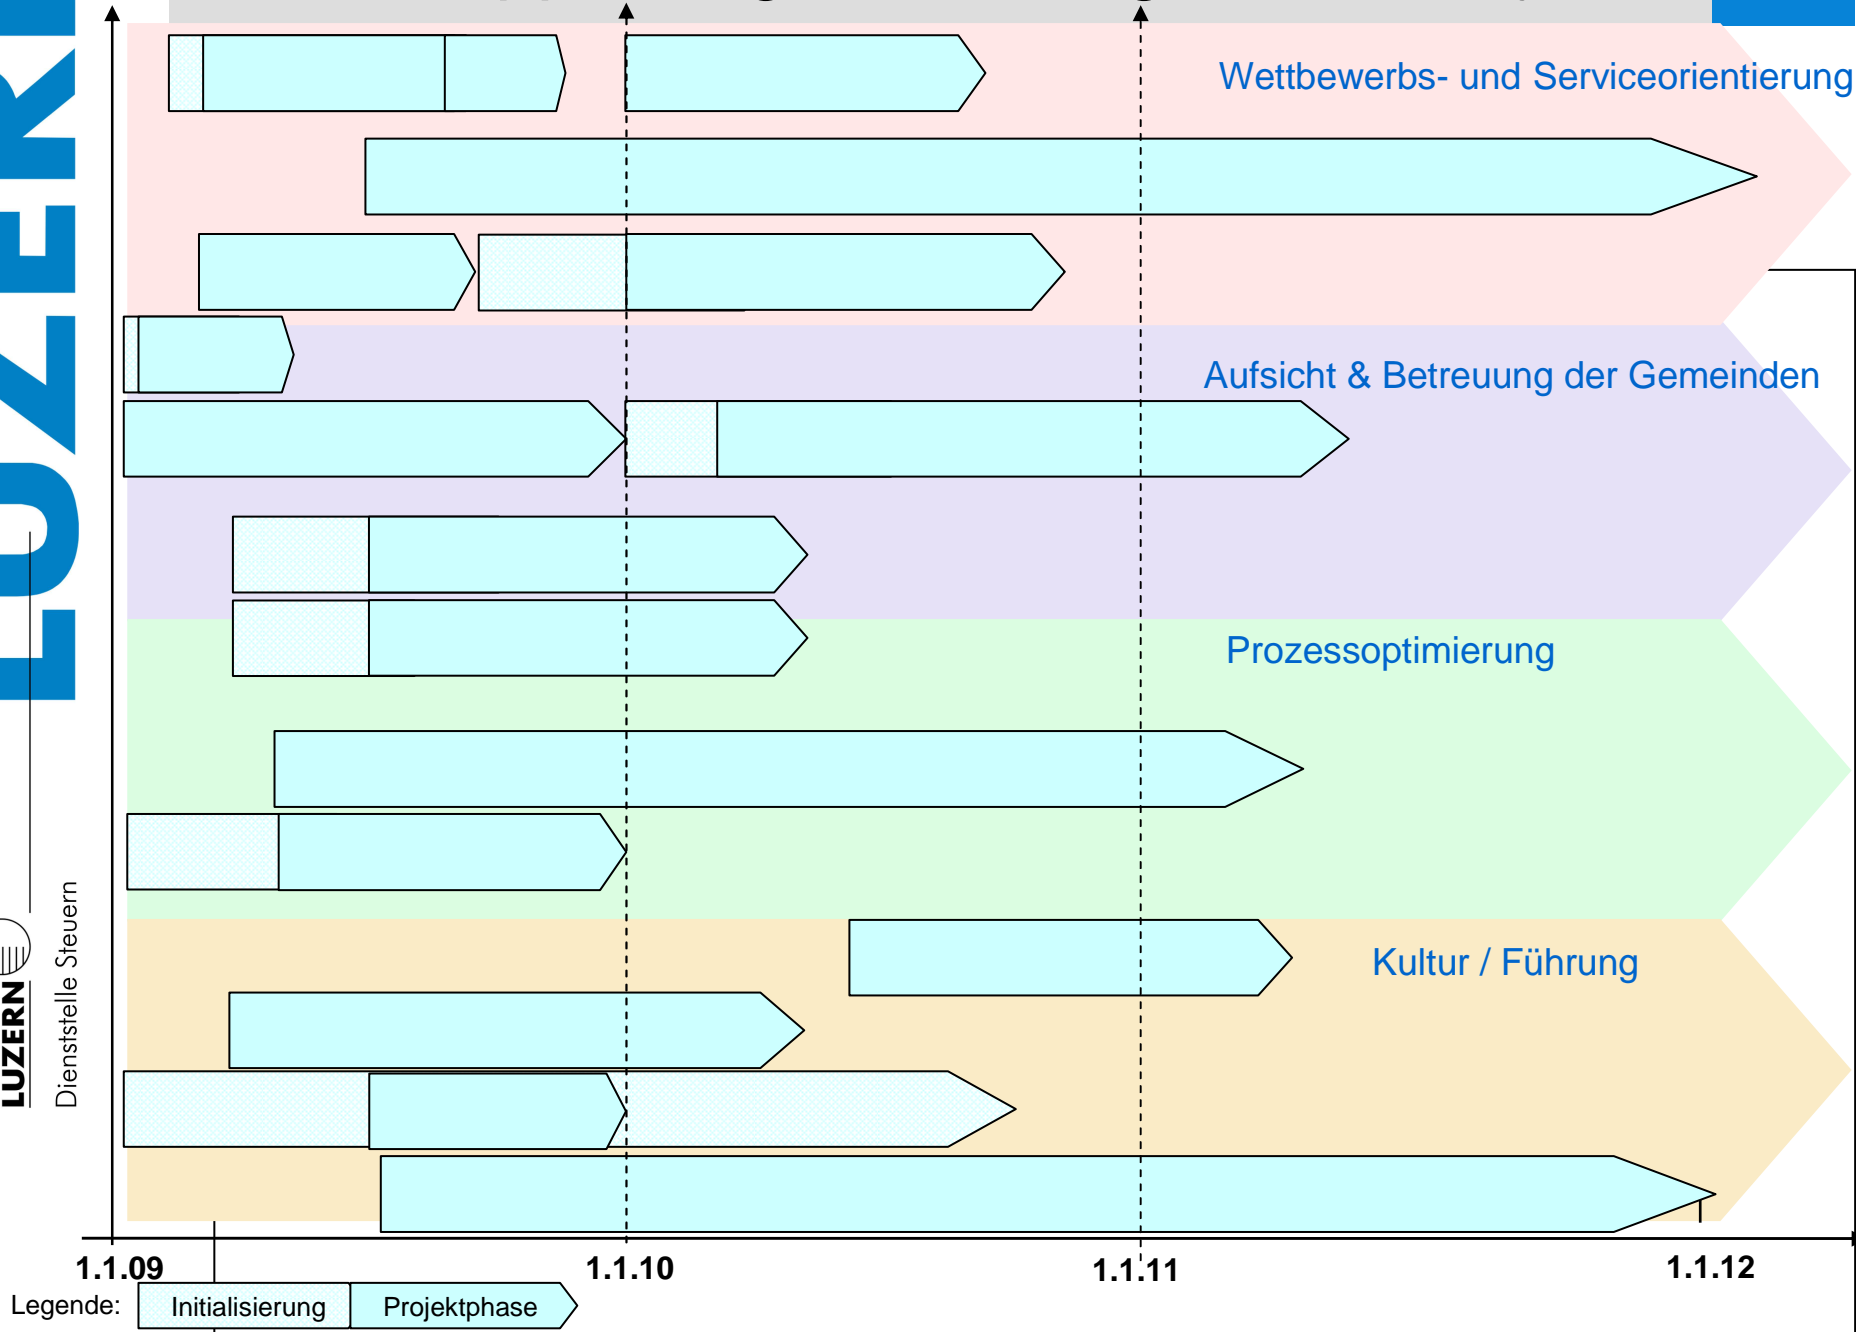 Wettbewerbs- und Serviceorientierung
Aufsicht & Betreuung der Gemeinden
Prozessoptimierung
Kultur / Führung
LUZERN
LUZERN
Dienststelle Steuern
1.1.09
1.1.10
1.1.11
1.1.12
Legende:
Initialisierung
Projektphase